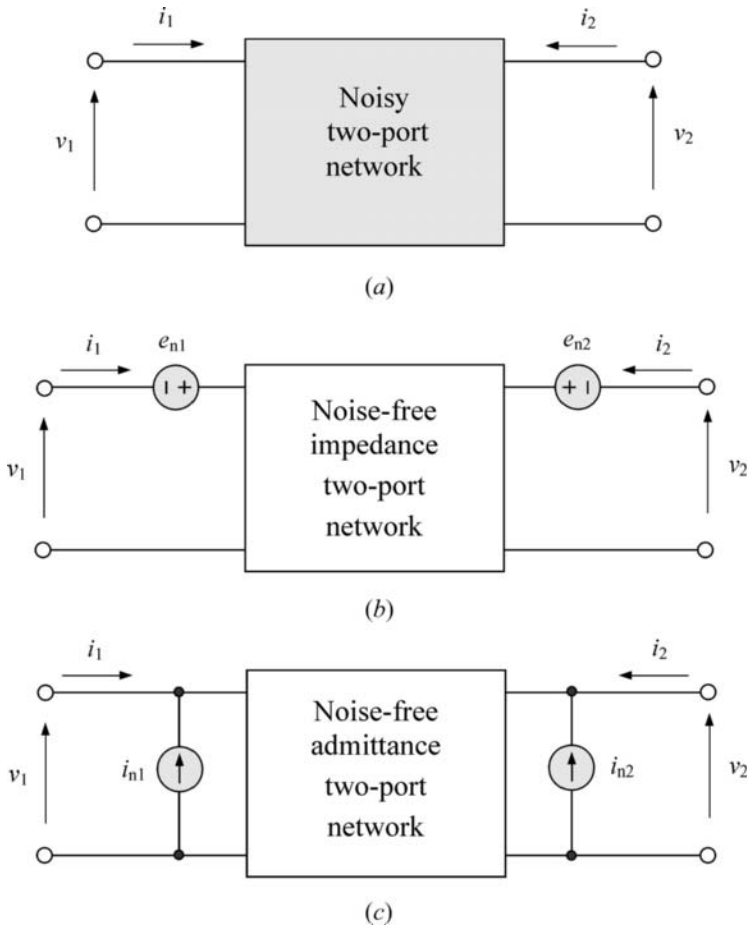 i1
i2
v1
Noisy
two-port
network
v2
(a)
i1
en1
en2
i2
v1
Noise-free
impedance
two-port
network
v2
(b)
i1
i2
v1
in1
Noise-free
admittance
two-port
network
in2
v2
(c)